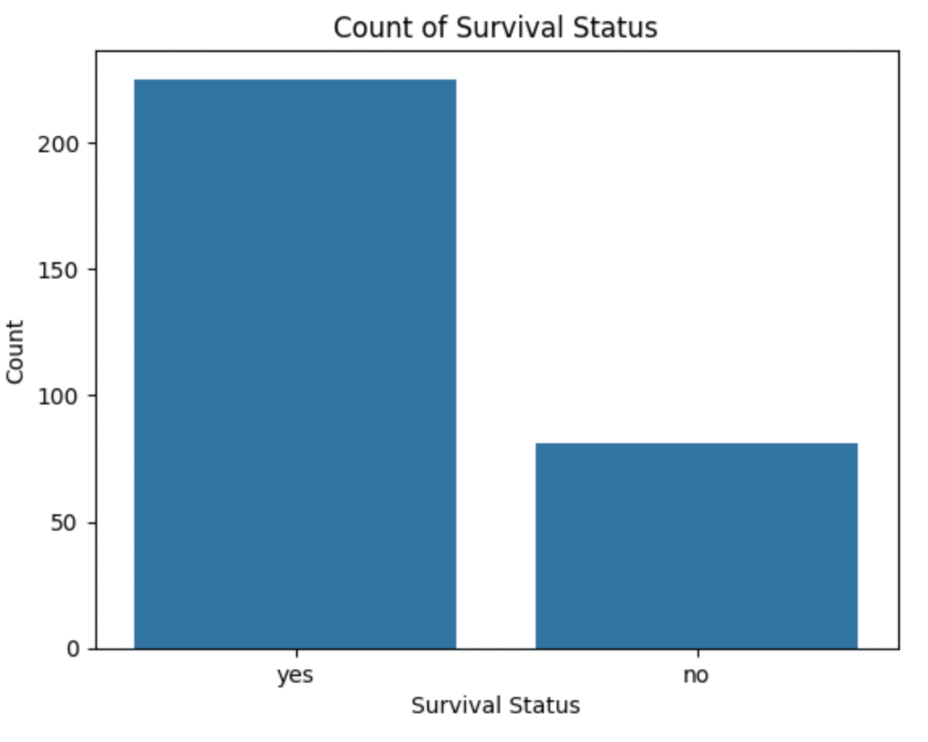 Count of Survival Status
200
150
100
50
0
Count
yes no
Survival Status